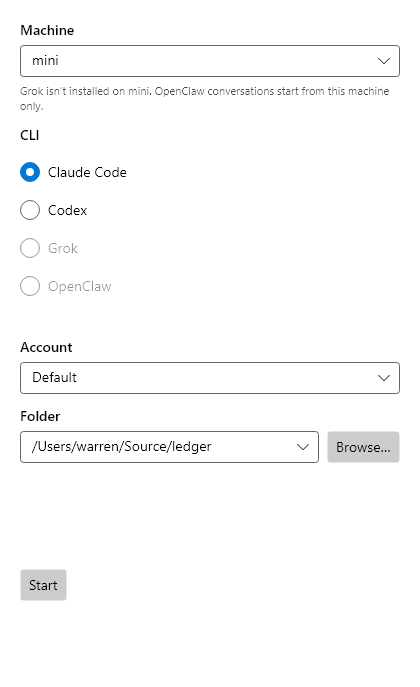 Machine
mini
Grok isn't installed on mini. OpenClaw conversations start from this machine
only.
CLI
Claude Code
Codex
Grok
OpenClaw
Account
Default
Folder
/Users/warren/Source/ledger
Browse...
Start